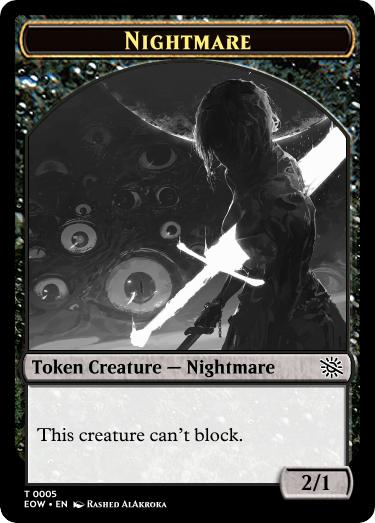 Nightmare
Token Creature — Nightmare
This creature can't block.
2/1
T 0005
EOW • EN Rashed AlAkroka